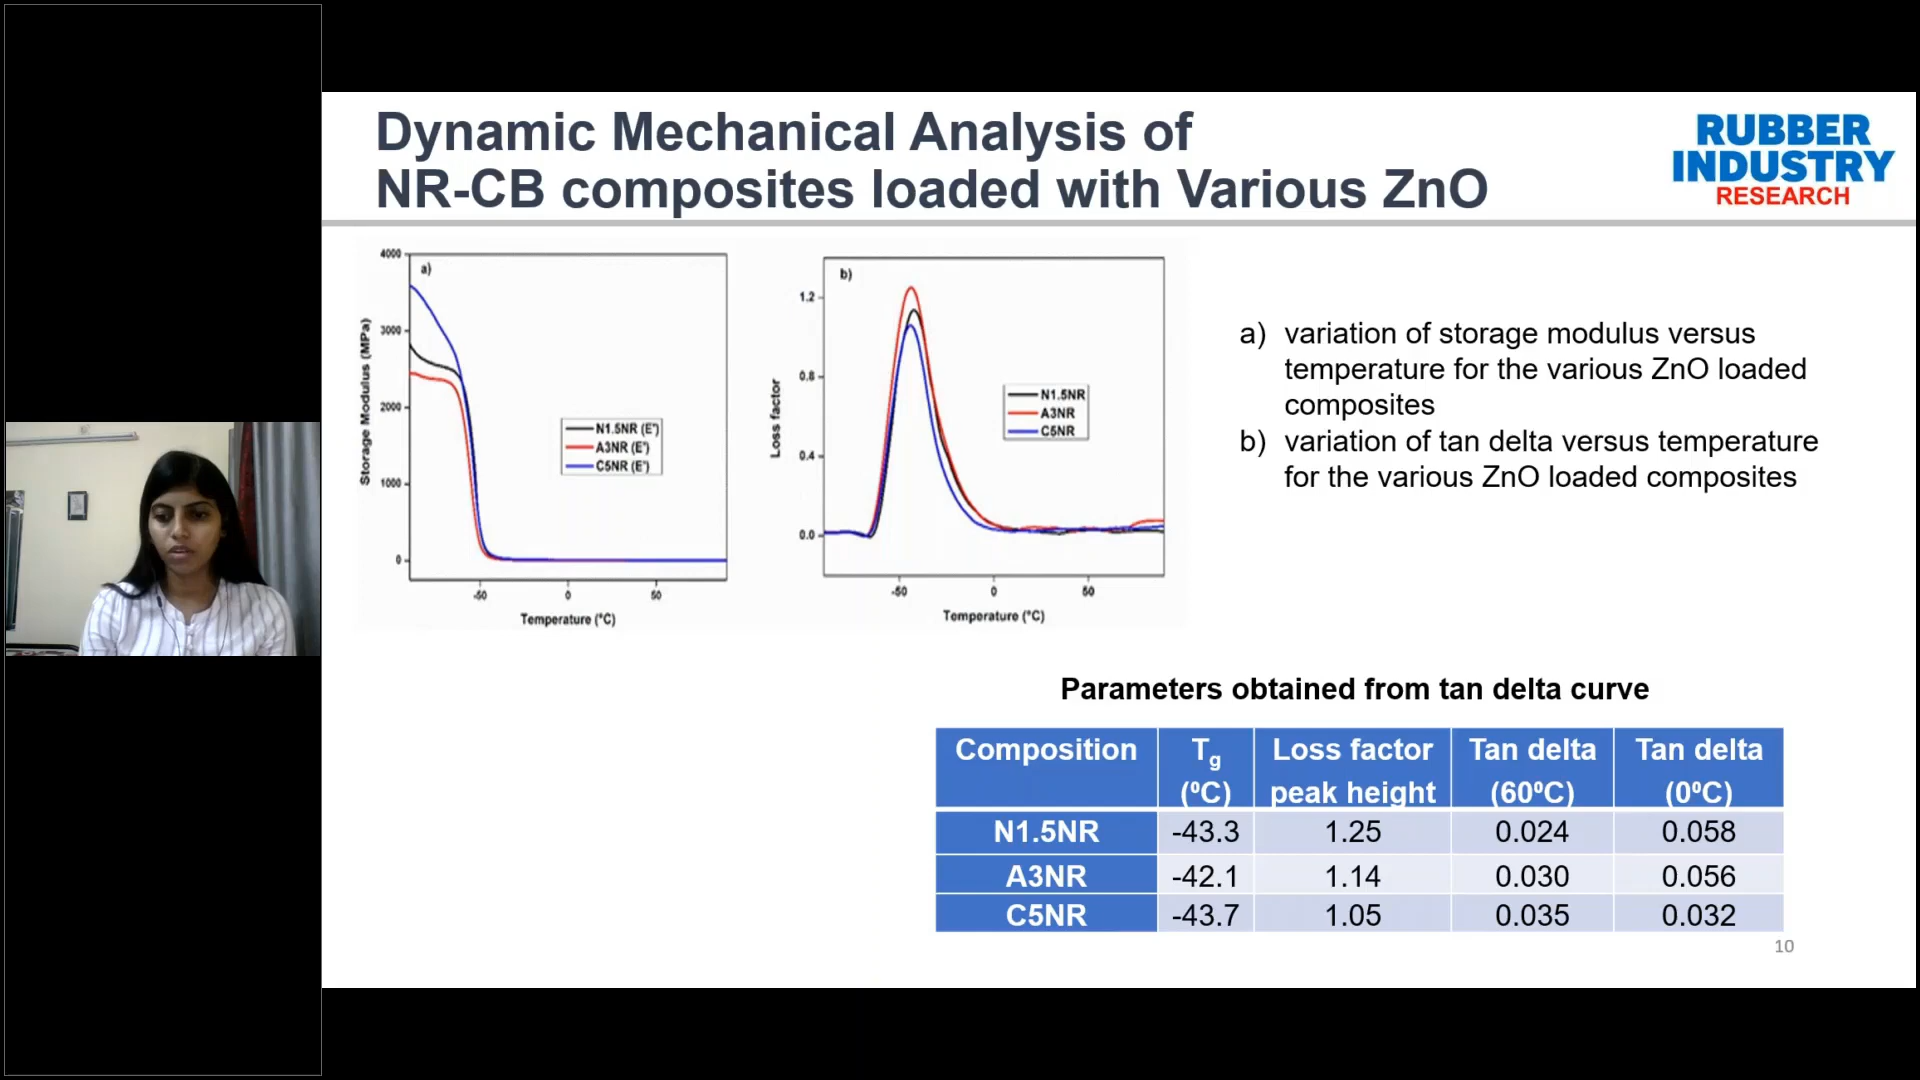 Dynamic Mechanical Analysis of
NR-CB composites loaded with Various ZnO
RUBBER
INDUSTRY
RESEARCH
a)
4000
3000
2000
1000
0
-50
0
50
Storage Modulus (MPa)
Temperature (°C)
N1.5NR (E')
A3NR (E')
C5NR (E')
b)
1.2
0.8
0.4
0.0
-50
0
50
Loss factor
Temperature (°C)
N1.5NR
A3NR
C5NR
a) variation of storage modulus versus
temperature for the various ZnO loaded
composites
b) variation of tan delta versus temperature
for the various ZnO loaded composites
Parameters obtained from tan delta curve
Composition Tg (⁰C) Loss factor peak height Tan delta (60⁰C) Tan delta (0⁰C)
N1.5NR -43.3 1.25 0.024 0.058
A3NR -42.1 1.14 0.030 0.056
C5NR -43.7 1.05 0.035 0.032
10